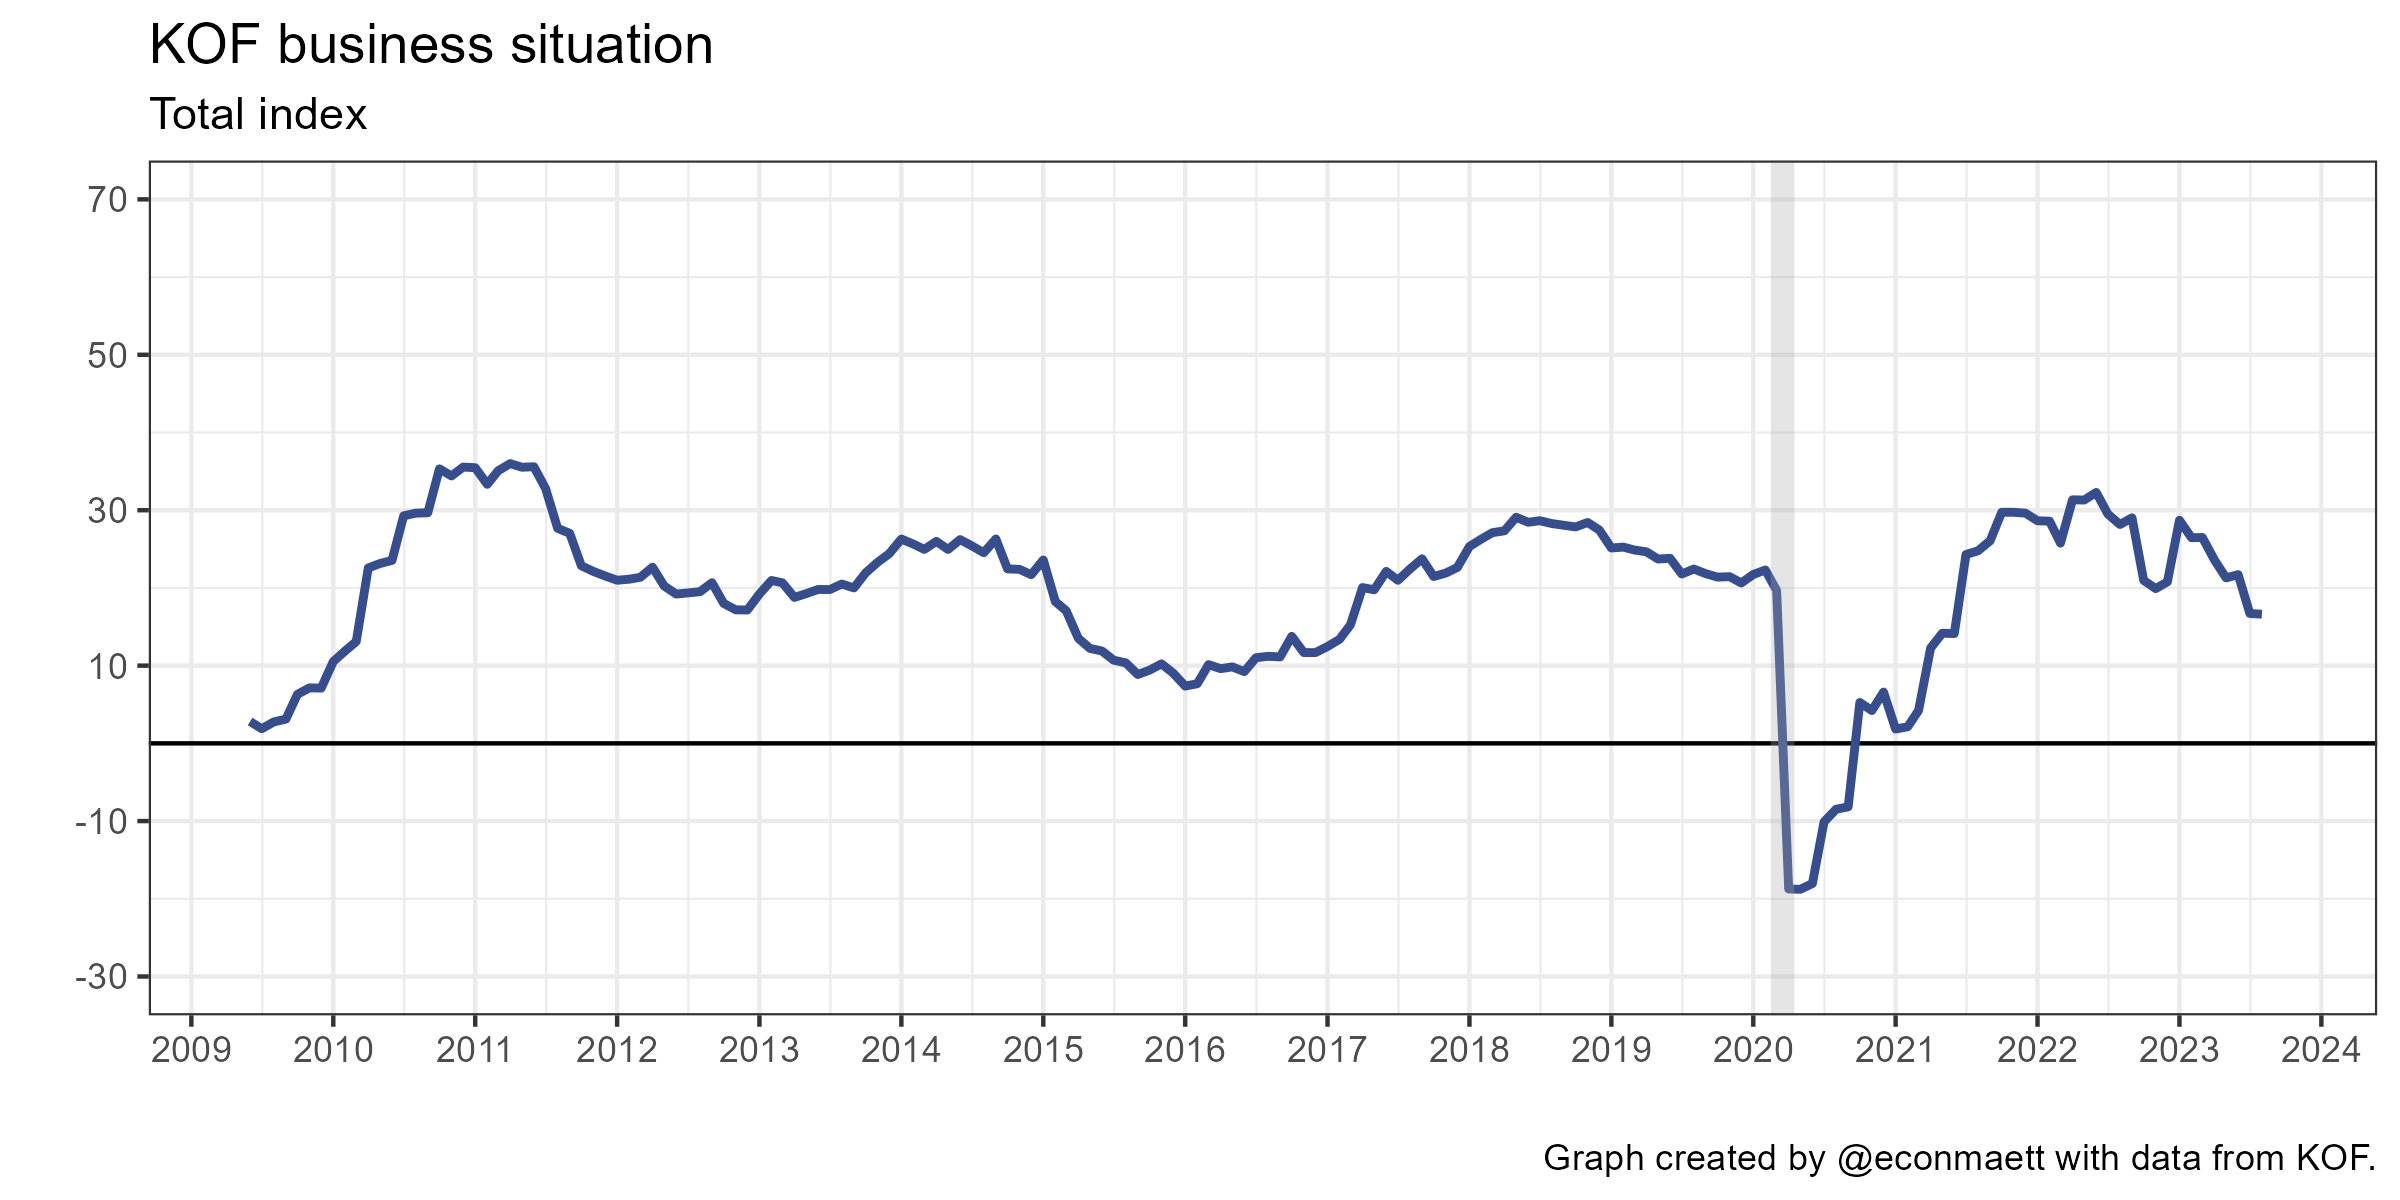 KOF business situation
Total index
70
50
30
10
-10
-30
2009 2010 2011 2012 2013 2014 2015 2016 2017 2018 2019 2020 2021 2022 2023 2024
Graph created by @econmaett with data from KOF.